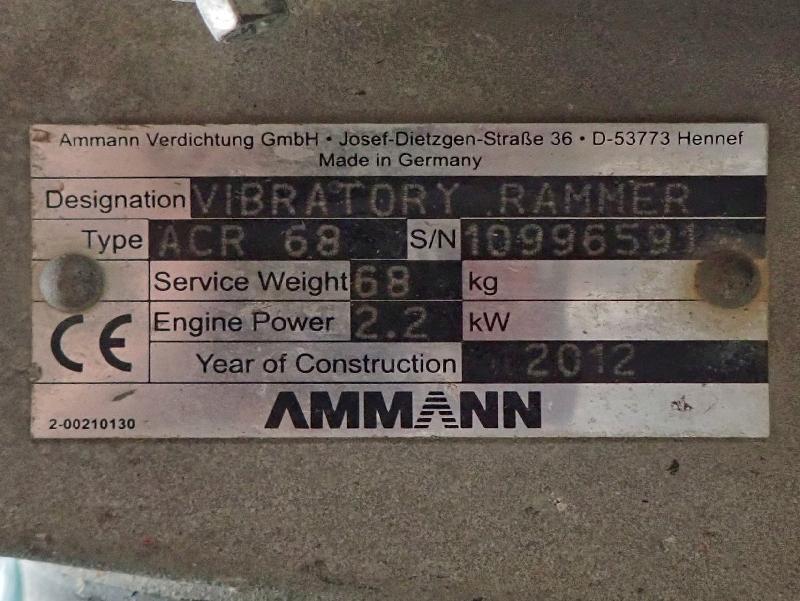 Ammann Verdichtung GmbH • Josef-Dietzgen-Straße 36 • D-53773 Hennef
Made in Germany
Designation VIBRATORY RAMMER
Type ACR 68 S/N 10996591
Service Weight 68 kg
CE Engine Power 2.2 kW
Year of Construction 2012
2-00210130 AMMANN